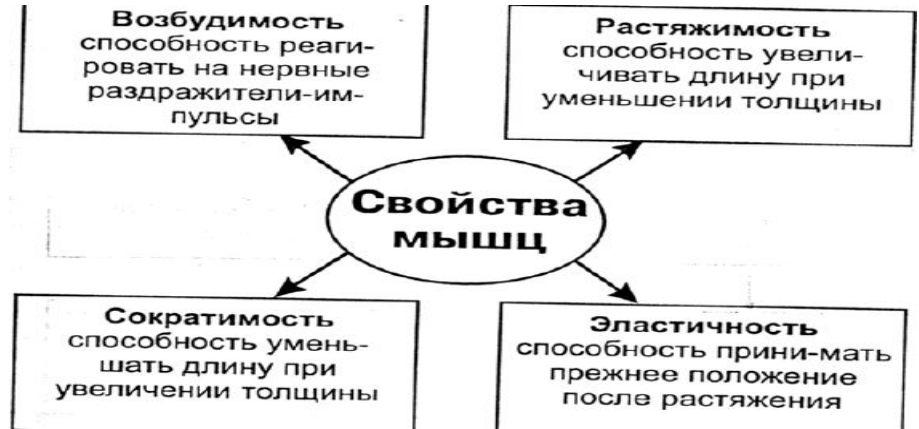 Возбудимость
способность реаги-
ровать на нервные
раздражители-им-
пульсы
Растяжимость
способность увели-
чивать длину при
уменьшении толщины
Свойства
мышц
Сократимость
способность умень-
шать длину при
увеличении толщины
Эластичность
способность прини-мать
прежнее положение
после растяжения